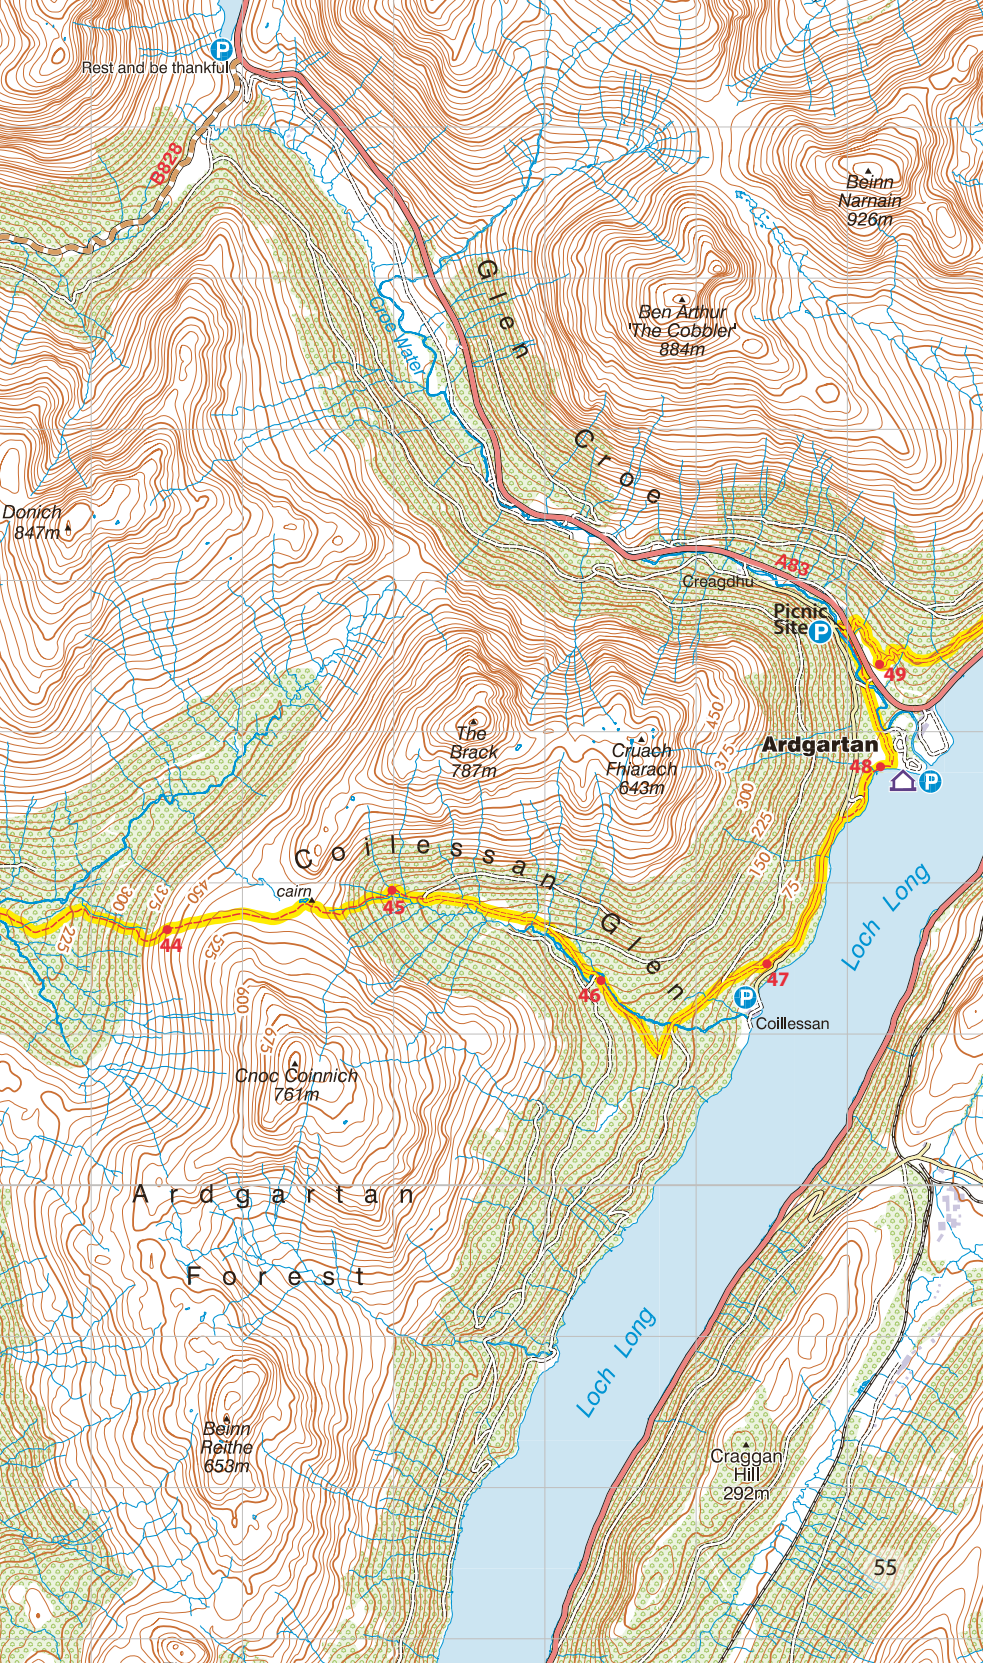 P
Rest and be thankful
B828
Beinn
Narnain
926m
Glen
Ben Arthur
'The Cobbler'
884m
Croe Water
Croe
Donich
847m
A83
Creagdhu
Picnic
Site P
49
450
The
Brack
787m
Cruach
Fhiarach
643m
375
Ardgartan
48
P
300
225
150
75
Coilessan
cairn
45
450
375
300
225
44
525
Glen
Loch Long
46
47
P
600
675
Coillessan
Cnoc Coinnich
761m
Ardgartan
Forest
Loch Long
Beinn
Reithe
653m
Craggan
Hill
292m
55